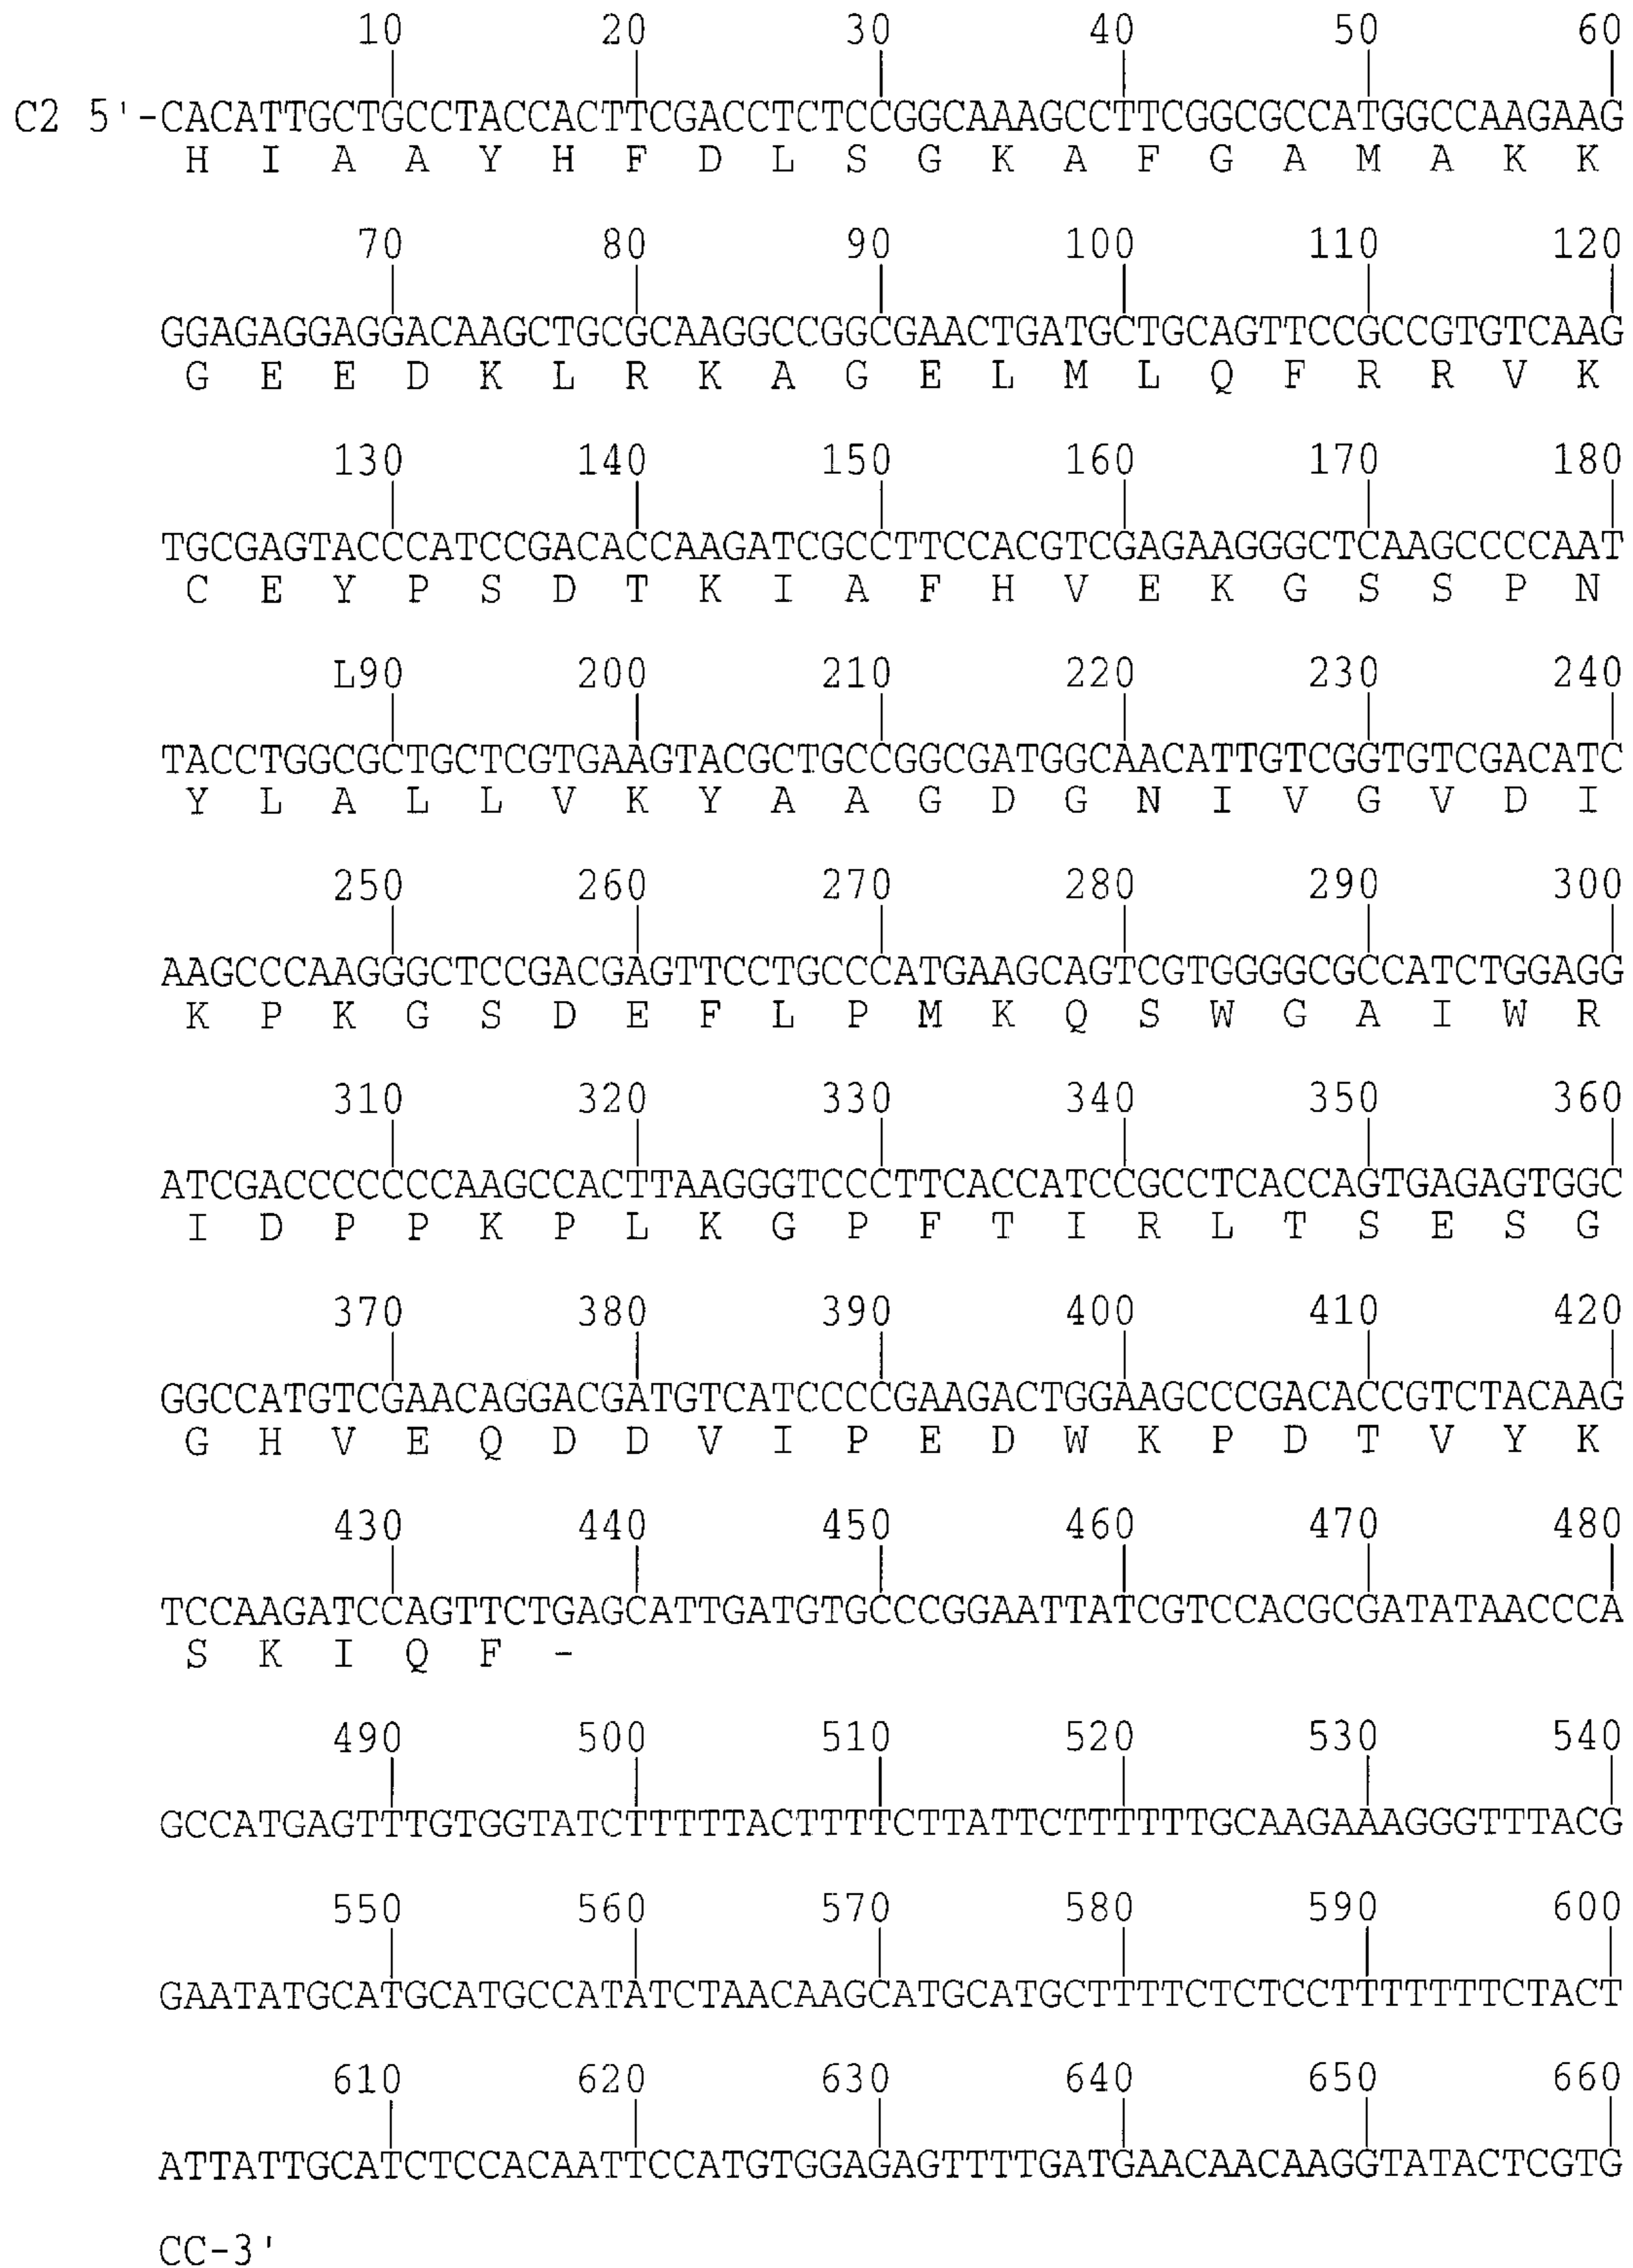 10 20 30 40 50 60
C2 5'-CACATTGCTGCCTACCACTTCGACCTCTCCGGCAAAGCCTTCGGCGCCATGGCCAAGAAG
H I A A Y H F D L S G K A F G A M A K K
70 80 90 100 110 120
GGAGAGGAGGACAAGCTGCGCAAGGCCGGCGAACTGATGCTGCAGTTCCGCCGTGTCAAG
G E E D K L R K A G E L M L Q F R R V K
130 140 150 160 170 180
TGCGAGTACCCATCCGACACCAAGATCGCCTTCCACGTCGAGAAGGGCTCAAGCCCCAAT
C E Y P S D T K I A F H V E K G S S P N
L90 200 210 220 230 240
TACCTGGCGCTGCTCGTGAAGTACGCTGCCGGCGATGGCAACATTGTCGGTGTCGACATC
Y L A L L V K Y A A G D G N I V G V D I
250 260 270 280 290 300
AAGCCCAAGGGCTCCGACGAGTTCCTGCCCATGAAGCAGTCGTGGGGCGCCATCTGGAGG
K P K G S D E F L P M K Q S W G A I W R
310 320 330 340 350 360
ATCGACCCCCCCAAGCCACTTAAGGGTCCCTTCACCATCCGCCTCACCAGTGAGAGTGGC
I D P P K P L K G P F T I R L T S E S G
370 380 390 400 410 420
GGCCATGTCGAACAGGACGATGTCATCCCCGAAGACTGGAAGCCCGACACCGTCTACAAG
G H V E Q D D V I P E D W K P D T V Y K
430 440 450 460 470 480
TCCAAGATCCAGTTCTGAGCATTGATGTGCCCGGAATTATCGTCCACGCGATATAACCCA
S K I Q F -
490 500 510 520 530 540
GCCATGAGTTTGTGGTATCTTTTTACTTTTCTTATTCTTTTTTGCAAGAAAGGGTTTACG
550 560 570 580 590 600
GAATATGCATGCATGCCATATCTAACAAGCATGCATGCTTTTCTCTCCTTTTTTTCTACT
610 620 630 640 650 660
ATTATTGCATCTCCACAATTCCATGTGGAGAGTTTTGATGAACAACAAGGTATACTCGTG
CC-3'